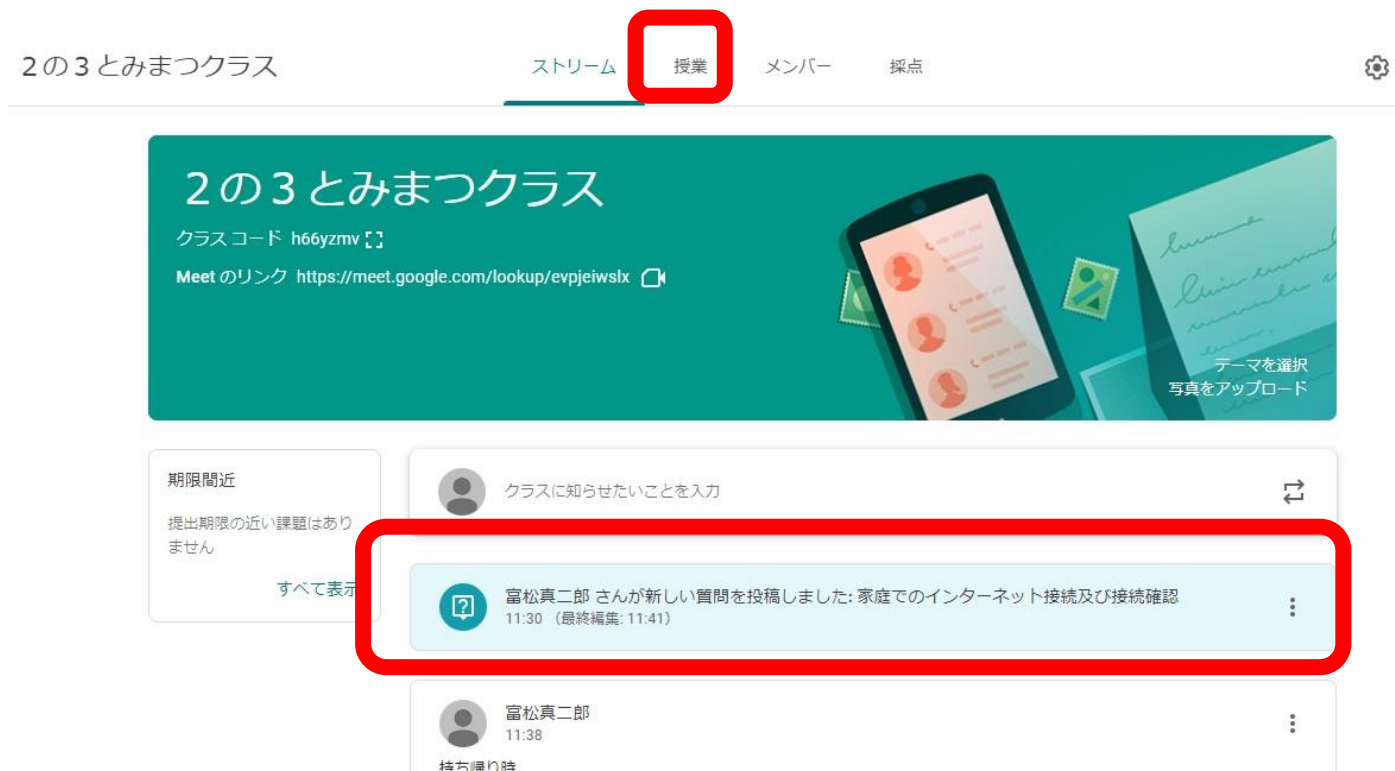 ２の３とみまつクラス
ストリーム 授業 メンバー 採点
２の３とみまつクラス
クラス コード h66yzmv
Meet のリンク https://meet.google.com/lookup/evpjeiwslx
テーマを選択
写真をアップロード
期限間近
提出期限の近い課題はあり
ません
すべて表示
クラスに知らせたいことを入力
富松真二郎 さんが新しい質問を投稿しました: 家庭でのインターネット接続及び接続確認
11:30 （最終編集: 11:41）
富松真二郎
11:38
持ち帰り時